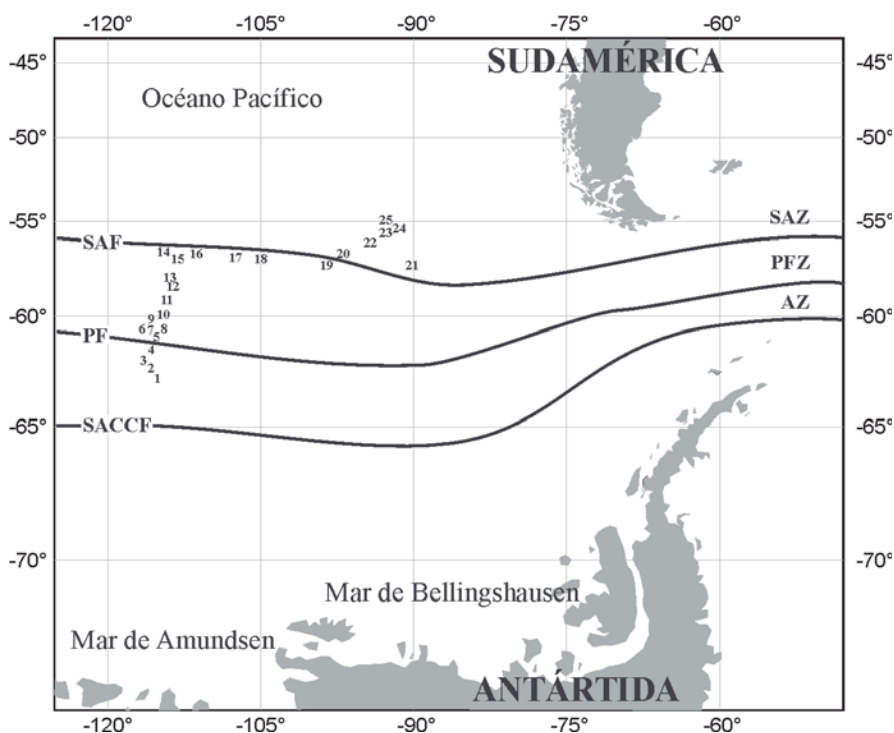 -120° -105° -90° -75° -60°
-45° SUDAMÉRICA -45°
Océano Pacífico
-50° -50°
-55° 25 24 -55°
23 SAZ
SAF 22
14 15 16 17 18 19 20 21 PFZ
13
12
11 AZ
-60° 10 -60°
9
6 7 8
PF 5
4
3
2
1
-65° SACCF -65°
-70° -70°
Mar de Bellingshausen
Mar de Amundsen
ANTÁRTIDA
-120° -105° -90° -75° -60°